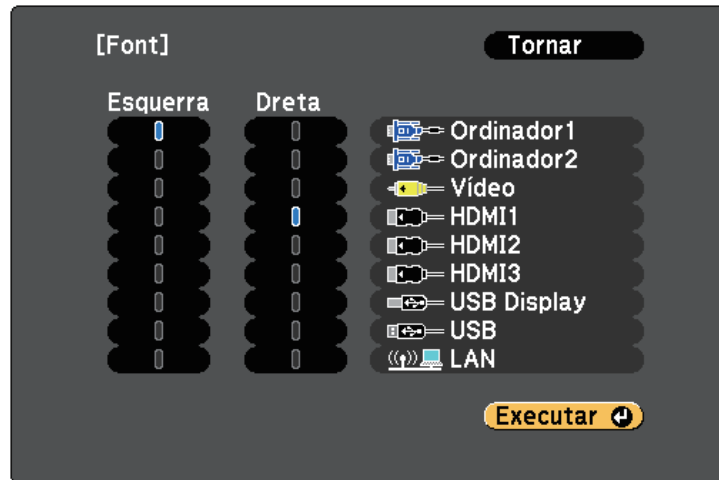 [Font] Tornar
Esquerra Dreta
Ordinador1
Ordinador2
Vídeo
HDMI1
HDMI2
HDMI3
USB Display
USB
LAN
Executar